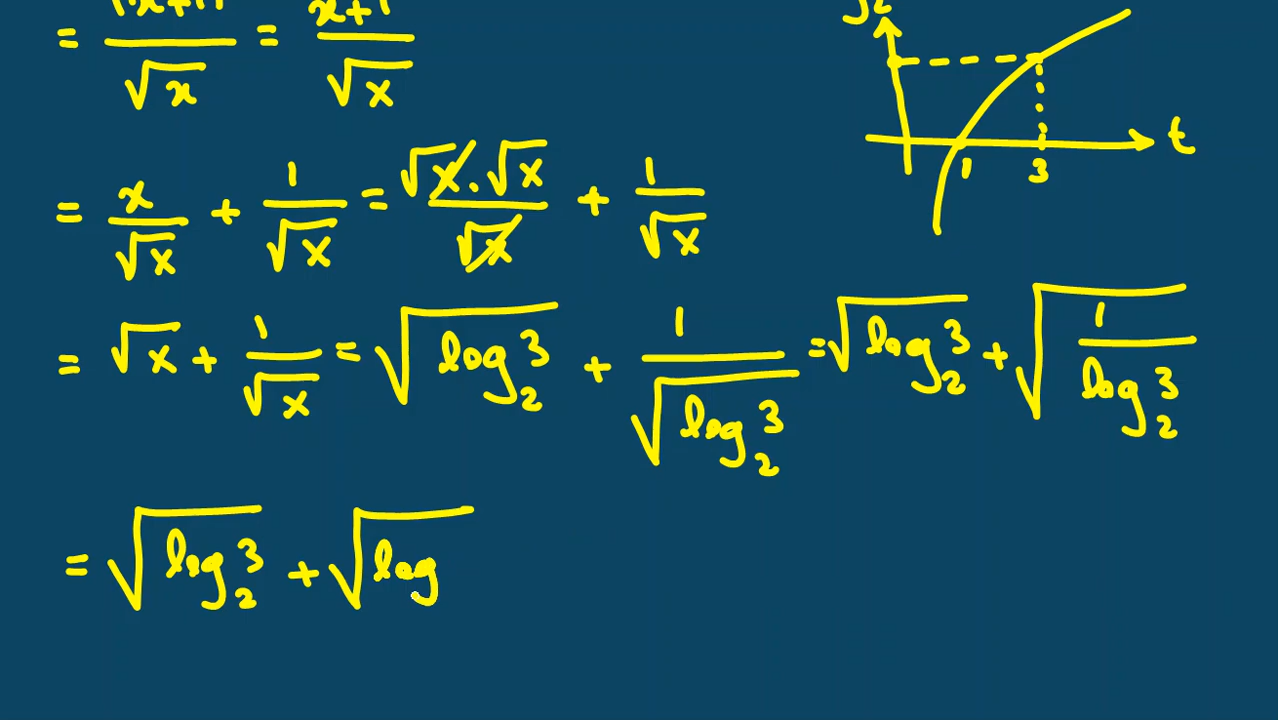 = |x+1|/√x = x+1/√x
t
1 3
= x/√x + 1/√x = √x.√x/√x + 1/√x
= √x + 1/√x = √log₂3 + 1/√log₂3 = √log₂3 + √1/log₂3
= √log₂3 + √log